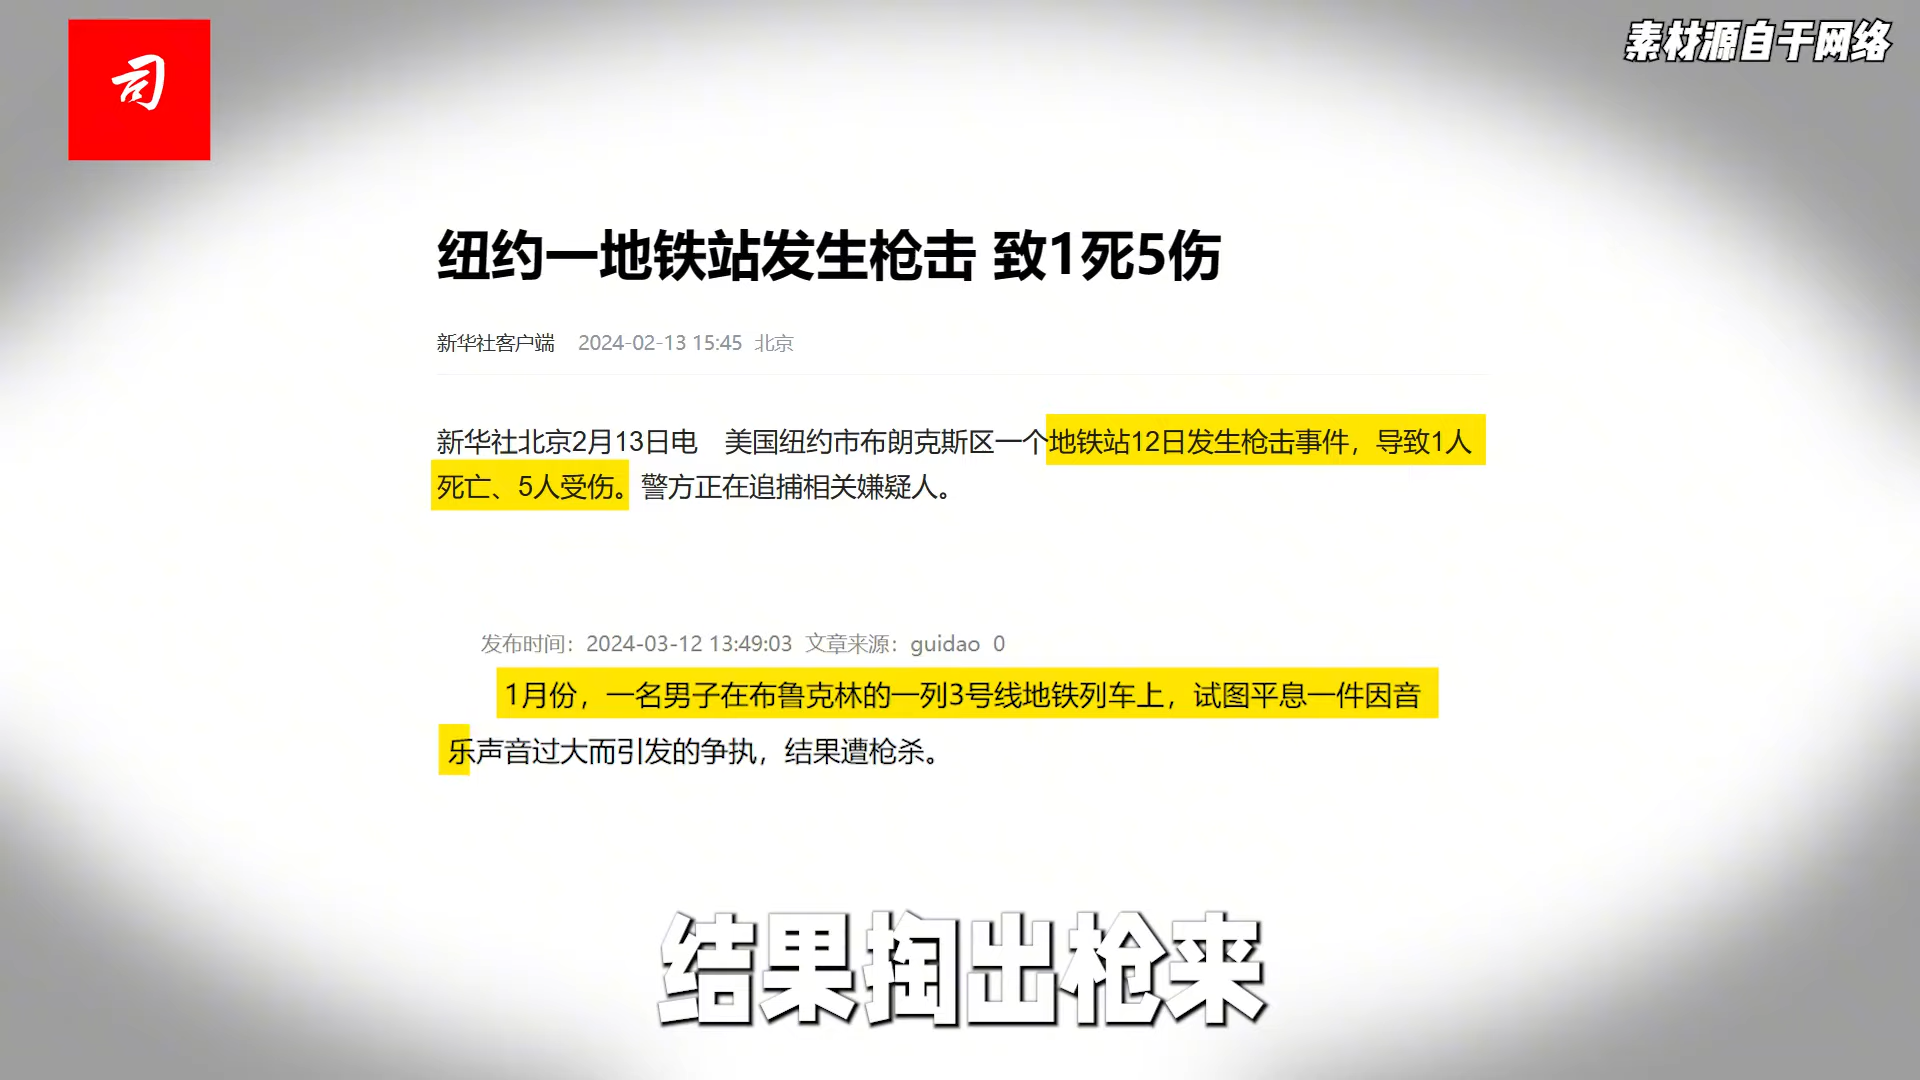 司
素材源自于网络
纽约一地铁站发生枪击 致1死5伤
新华社客户端 2024-02-13 15:45 北京
新华社北京2月13日电 美国纽约市布朗克斯区一个地铁站12日发生枪击事件，导致1人
死亡、5人受伤。警方正在追捕相关嫌疑人。
发布时间：2024-03-12 13:49:03 文章来源：guidao 0
1月份，一名男子在布鲁克林的一列3号线地铁列车上，试图平息一件因音
乐声音过大而引发的争执，结果遭枪杀。
结果掏出枪来